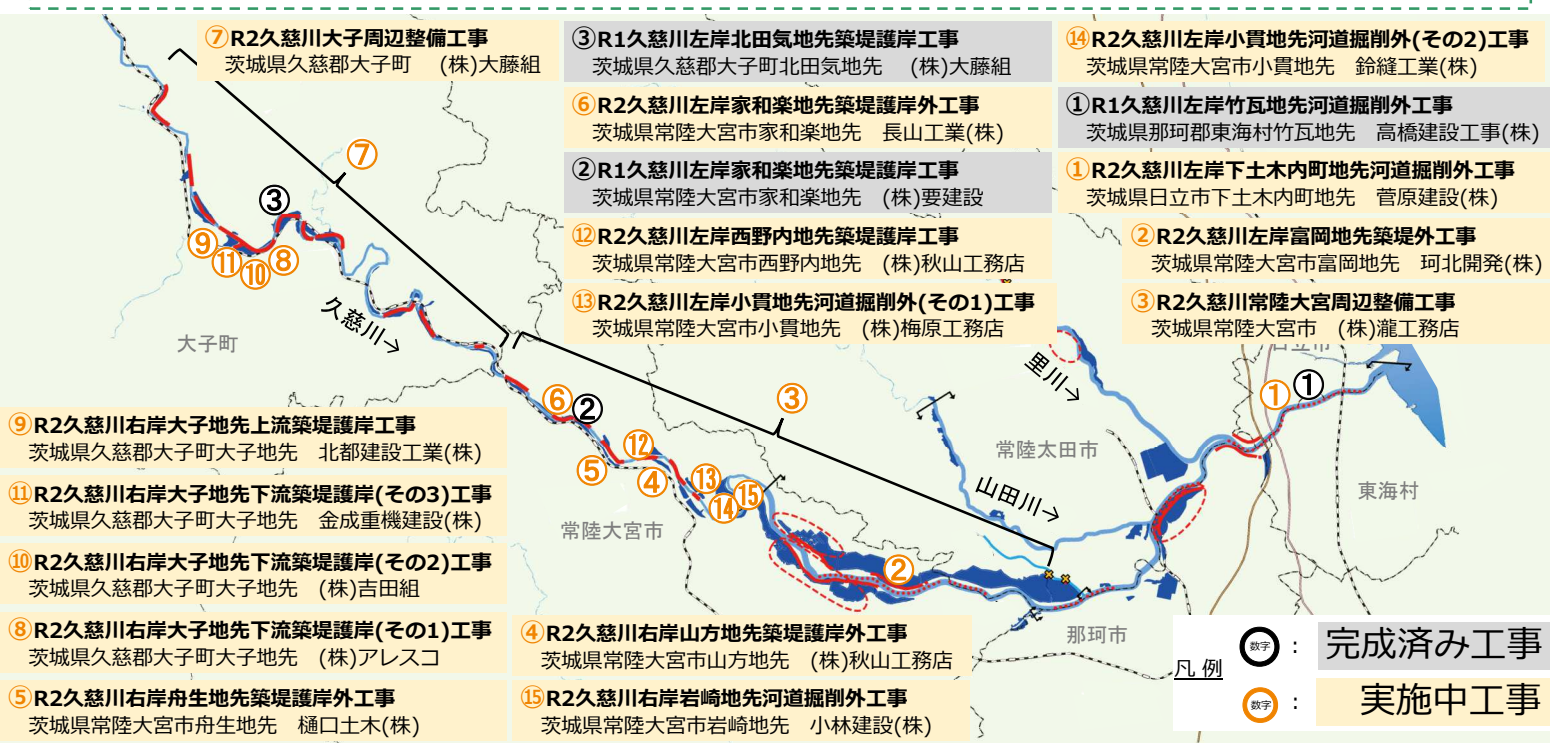 ⑦R2久慈川大子周辺整備工事
茨城県久慈郡大子町 (株)大藤組
③R1久慈川左岸北田気地先築堤護岸工事
茨城県久慈郡大子町北田気地先 (株)大藤組
⑭R2久慈川左岸小貫地先河道掘削外(その2)工事
茨城県常陸大宮市小貫地先 鈴縫工業(株)
⑥R2久慈川左岸家和楽地先築堤護岸外工事
茨城県常陸大宮市家和楽地先 長山工業(株)
①R1久慈川左岸竹瓦地先河道掘削外工事
茨城県那珂郡東海村竹瓦地先 高橋建設工事(株)
②R1久慈川左岸家和楽地先築堤護岸工事
茨城県常陸大宮市家和楽地先 (株)要建設
①R2久慈川左岸下土木内町地先河道掘削外工事
茨城県日立市下土木内町地先 菅原建設(株)
⑫R2久慈川左岸西野内地先築堤護岸工事
茨城県常陸大宮市西野内地先 (株)秋山工務店
②R2久慈川左岸富岡地先築堤外工事
茨城県常陸大宮市富岡地先 珂北開発(株)
⑬R2久慈川左岸小貫地先河道掘削外(その1)工事
茨城県常陸大宮市小貫地先 (株)梅原工務店
③R2久慈川常陸大宮周辺整備工事
茨城県常陸大宮市 (株)瀧工務店
⑦
③
⑨
⑪
⑩
⑧
久慈川→
大子町
里川→
日立市
①
①
⑥
②
③
⑫
⑤
④
⑬
⑭
⑮
常陸太田市
山田川→
東海村
常陸大宮市
②
那珂市
⑨R2久慈川右岸大子地先上流築堤護岸工事
茨城県久慈郡大子地先 北都建設工業(株)
⑪R2久慈川右岸大子地先下流築堤護岸(その3)工事
茨城県久慈郡大子町大子地先 金成重機建設(株)
⑩R2久慈川右岸大子地先下流築堤護岸(その2)工事
茨城県久慈郡大子町大子地先 (株)吉田組
⑧R2久慈川右岸大子地先下流築堤護岸(その1)工事
茨城県久慈郡大子町大子地先 (株)アレスコ
⑤R2久慈川右岸舟生地先築堤護岸外工事
茨城県常陸大宮市舟生地先 樋口土木(株)
④R2久慈川右岸山方地先築堤護岸外工事
茨城県常陸大宮市山方地先 (株)秋山工務店
⑮R2久慈川右岸岩崎地先河道掘削外工事
茨城県常陸大宮市岩崎地先 小林建設(株)
凡例
数字 : 完成済み工事
数字 : 実施中工事